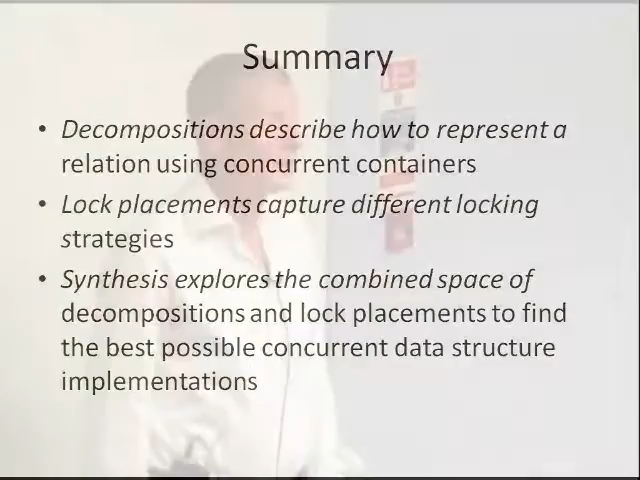 Summary
• Decompositions describe how to represent a
relation using concurrent containers
• Lock placements capture different locking
strategies
• Synthesis explores the combined space of
decompositions and lock placements to find
the best possible concurrent data structure
implementations